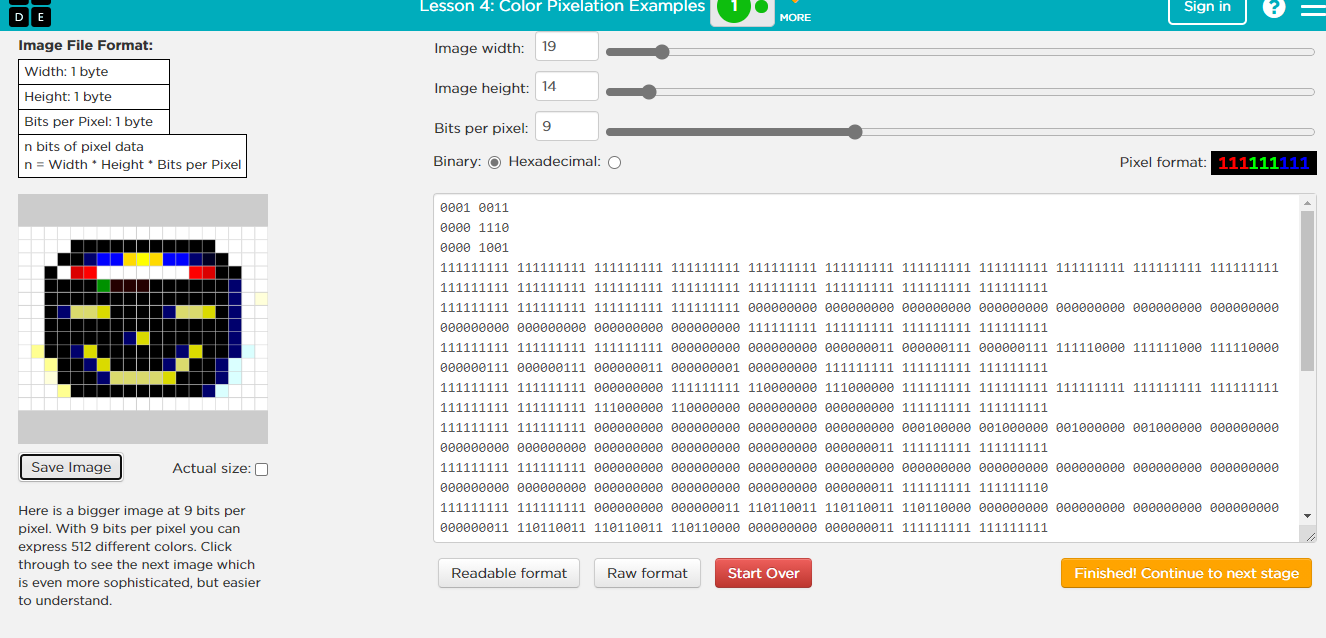 D E
Lesson 4: Color Pixelation Examples
1
MORE
Sign in
?
Image File Format:
Width: 1 byte
Height: 1 byte
Bits per Pixel: 1 byte
n bits of pixel data
n = Width * Height * Bits per Pixel
Save Image
Actual size:
Here is a bigger image at 9 bits per
pixel. With 9 bits per pixel you can
express 512 different colors. Click
through to see the next image which
is even more sophisticated, but easier
to understand.
Image width: 19
Image height: 14
Bits per pixel: 9
Binary: Hexadecimal:
Pixel format: 111111111
0001 0011
0000 1110
0000 1001
111111111 111111111 111111111 111111111 111111111 111111111 111111111 111111111 111111111 111111111 111111111
111111111 111111111 111111111 111111111 111111111 111111111 111111111 111111111
111111111 111111111 111111111 111111111 000000000 000000000 000000000 000000000 000000000 000000000 000000000
000000000 000000000 000000000 000000000 111111111 111111111 111111111 111111111
111111111 111111111 111111111 000000000 000000000 000000011 000000111 000000111 111110000 111111000 111110000
000000111 000000111 000000011 000000001 000000000 111111111 111111111 111111111
111111111 111111111 000000000 111111111 110000000 111000000 111111111 111111111 111111111 111111111 111111111
111111111 111111111 111000000 110000000 000000000 000000000 111111111 111111111
111111111 111111111 000000000 000000000 000000000 000000000 000100000 001000000 001000000 001000000 000000000
000000000 000000000 000000000 000000000 000000000 000000011 111111111 111111111
111111111 111111111 000000000 000000000 000000000 000000000 000000000 000000000 000000000 000000000 000000000
000000000 000000000 000000000 000000000 000000000 000000011 111111111 111111110
111111111 111111111 000000000 000000011 110110011 110110011 110110000 000000000 000000000 000000000 000000000
000000011 110110011 110110011 110110000 000000000 000000011 111111111 111111111
Readable format
Raw format
Start Over
Finished! Continue to next stage